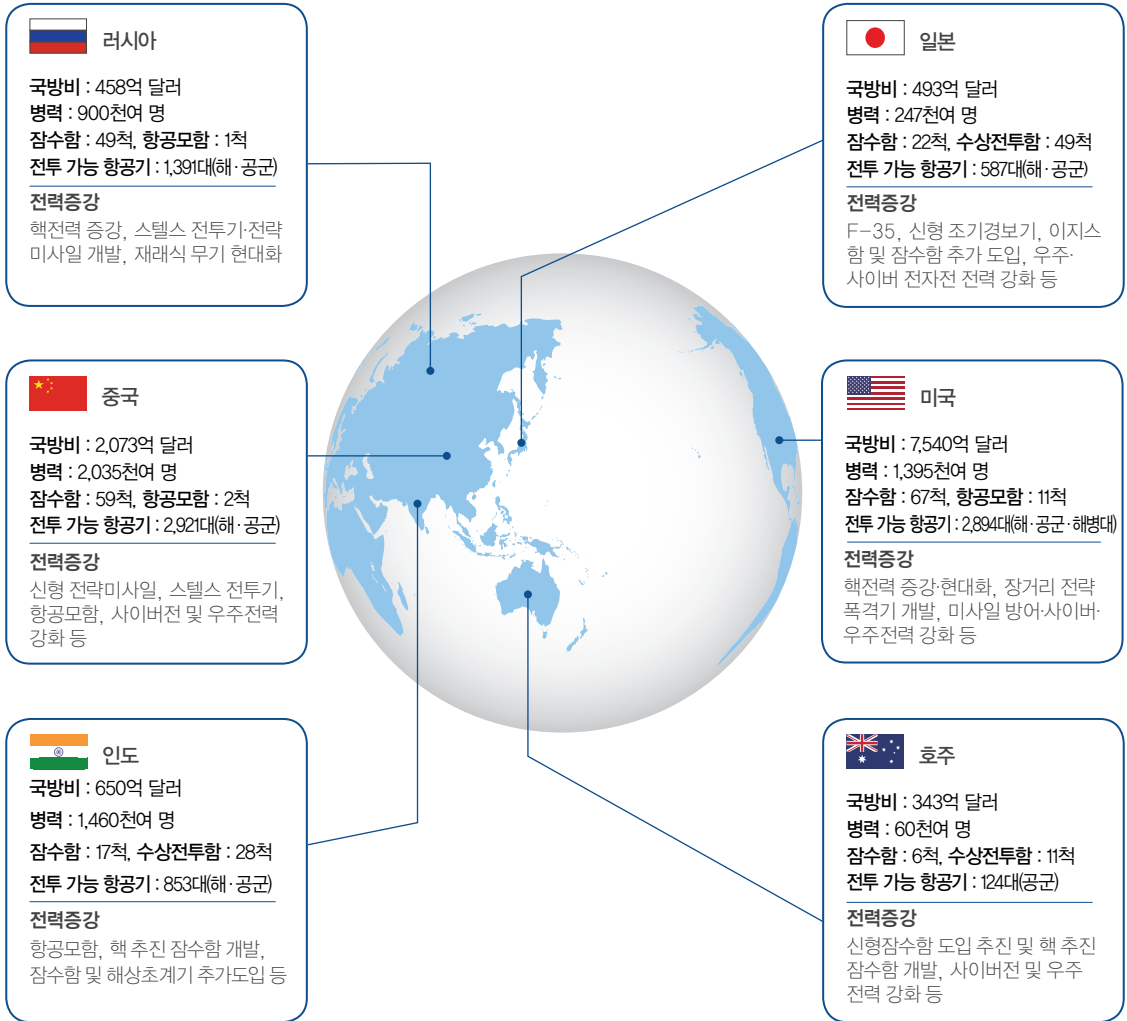 러시아
국방비 : 458억 달러
병력 : 900천여 명
잠수함 : 49척, 항공모함 : 1척
전투 가능 항공기 : 1,391대(해·공군)
전력증강
핵전력 증강, 스텔스 전투기·전략
미사일 개발, 재래식 무기 현대화
일본
국방비 : 493억 달러
병력 : 247천여 명
잠수함 : 22척, 수상전투함 : 49척
전투 가능 항공기 : 587대(해·공군)
전력증강
F-35, 신형 조기경보기, 이지스
함 및 잠수함 추가 도입, 우주·
사이버 전자전 전력 강화 등
중국
국방비 : 2,073억 달러
병력 : 2,035천여 명
잠수함 : 59척, 항공모함 : 2척
전투 가능 항공기 : 2,921대(해·공군)
전력증강
신형 전략미사일, 스텔스 전투기,
항공모함, 사이버전 및 우주전력
강화 등
미국
국방비 : 7,540억 달러
병력 : 1,395천여 명
잠수함 : 67척, 항공모함 : 11척
전투 가능 항공기 : 2,894대(해·공군·해병대)
전력증강
핵전력 증강·현대화, 장거리 전략
폭격기 개발, 미사일 방어·사이버·
우주전력 강화 등
인도
국방비 : 650억 달러
병력 : 1,460천여 명
잠수함 : 17척, 수상전투함 : 28척
전투 가능 항공기 : 853대(해·공군)
전력증강
항공모함, 핵 추진 잠수함 개발,
잠수함 및 해상초계기 추가도입 등
호주
국방비 : 343억 달러
병력 : 60천여 명
잠수함 : 6척, 수상전투함 : 11척
전투 가능 항공기 : 124대(공군)
전력증강
신형잠수함 도입 추진 및 핵 추진
잠수함 개발, 사이버전 및 우주
전력 강화 등